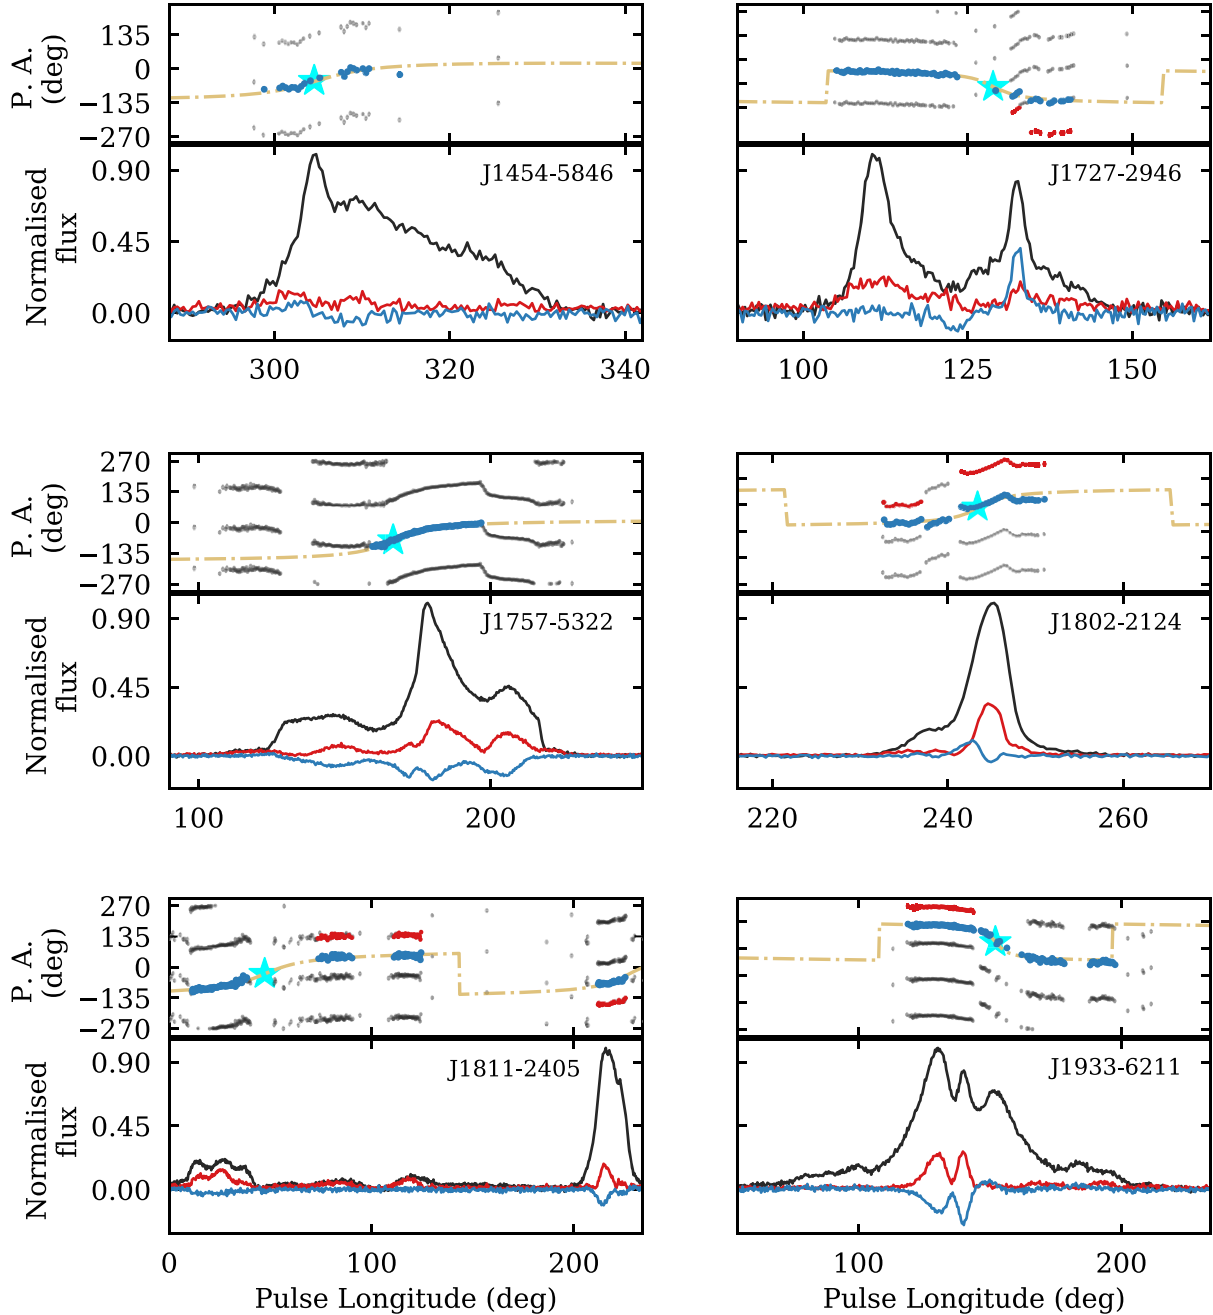 135
0
−135
−270
P. A.
(deg)
J1454-5846
J1727-2946
0.90
0.45
0.00
Normalised
flux
300
320
340
100
125
150
270
135
0
−135
−270
P. A.
(deg)
J1757-5322
J1802-2124
0.90
0.45
0.00
Normalised
flux
100
200
220
240
260
270
135
0
−135
−270
P. A.
(deg)
J1811-2405
J1933-6211
0.90
0.45
0.00
Normalised
flux
0
100
200
100
200
Pulse Longitude (deg)
Pulse Longitude (deg)